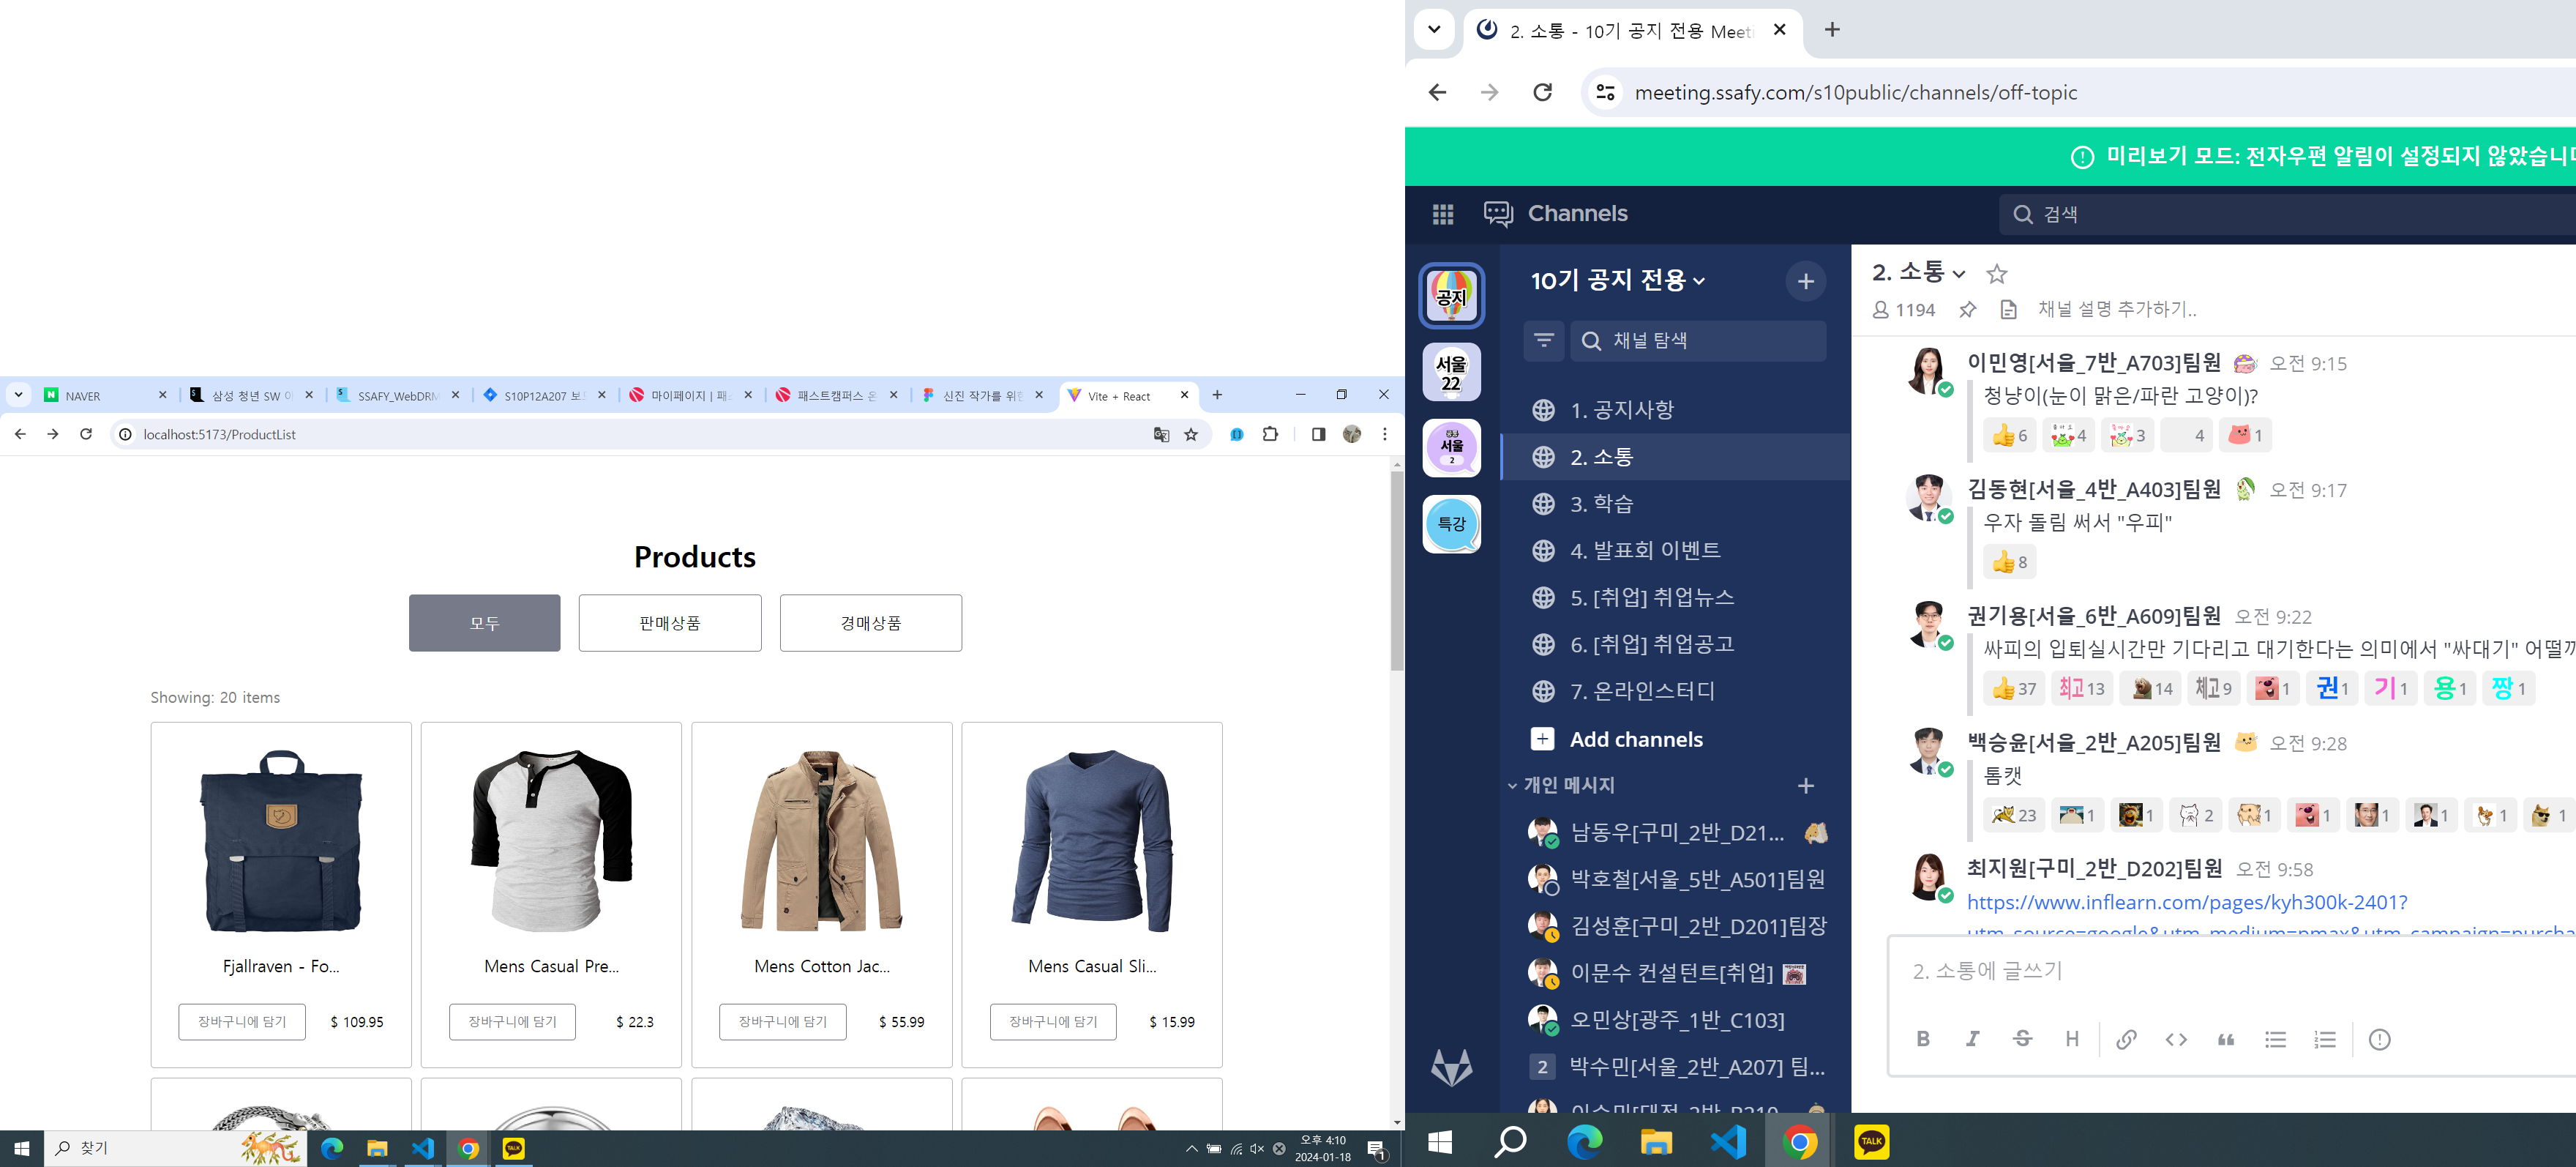 NAVER
삼성 청년 SW 아
SSAFY_WebDRM
S10P12A207 보드
마이페이지 | 패스
패스트캠퍼스 온
신진 작가를 위한
Vite + React
localhost:5173/ProductList
Products
모두
판매상품
경매상품
Showing: 20 items
Fjallraven - Fo...
Mens Casual Pre...
Mens Cotton Jac...
Mens Casual Sli...
장바구니에 담기
$ 109.95
장바구니에 담기
$ 22.3
장바구니에 담기
$ 55.99
장바구니에 담기
$ 15.99
찾기
TALK
오후 4:10
2024-01-18
1
2. 소통 - 10기 공지 전용 Meeti
meeting.ssafy.com/s10public/channels/off-topic
미리보기 모드: 전자우편 알림이 설정되지 않았습니다
Channels
검색
공지
서울
22
서울
2
특강
10기 공지 전용
채널 탐색
1. 공지사항
2. 소통
3. 학습
4. 발표회 이벤트
5. [취업] 취업뉴스
6. [취업] 취업공고
7. 온라인스터디
Add channels
개인 메시지
남동우[구미_2반_D21...
박호철[서울_5반_A501]팀원
김성훈[구미_2반_D201]팀장
이문수 컨설턴트[취업]
오민상[광주_1반_C103]
2 박수민[서울_2반_A207] 팀...
2. 소통
1194
채널 설명 추가하기..
이민영[서울_7반_A703]팀원 오전 9:15
청냥이(눈이 맑은/파란 고양이)?
6 4 3 4 1
김동현[서울_4반_A403]팀원 오전 9:17
우자 돌림 써서 "우피"
8
권기용[서울_6반_A609]팀원 오전 9:22
싸피의 입퇴실시간만 기다리고 대기한다는 의미에서 "싸대기" 어떨까
37 최고 13 14 체고 9 1 권 1 기 1 용 1 짱 1
백승윤[서울_2반_A205]팀원 오전 9:28
톰캣
23 1 1 2 1 1 1 1 1 1
최지원[구미_2반_D202]팀원 오전 9:58
https://www.inflearn.com/pages/kyh300k-2401?
utm_source=google&utm_medium=pmax&utm_campaign=purcha
2. 소통에 글쓰기
B I S H
TALK